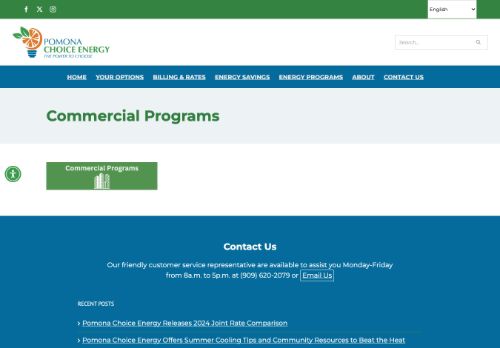 English
POMONA
CHOICE ENERGY
THE POWER TO CHOOSE
Search...
HOME YOUR OPTIONS BILLING & RATES ENERGY SAVINGS ENERGY PROGRAMS ABOUT CONTACT US
Commercial Programs
Commercial Programs
Contact Us
Our friendly customer service representative are available to assist you Monday-Friday
from 8a.m. to 5p.m. at (909) 620-2079 or Email Us
RECENT POSTS
Pomona Choice Energy Releases 2024 Joint Rate Comparison
Pomona Choice Energy Offers Summer Cooling Tips and Community Resources to Beat the Heat